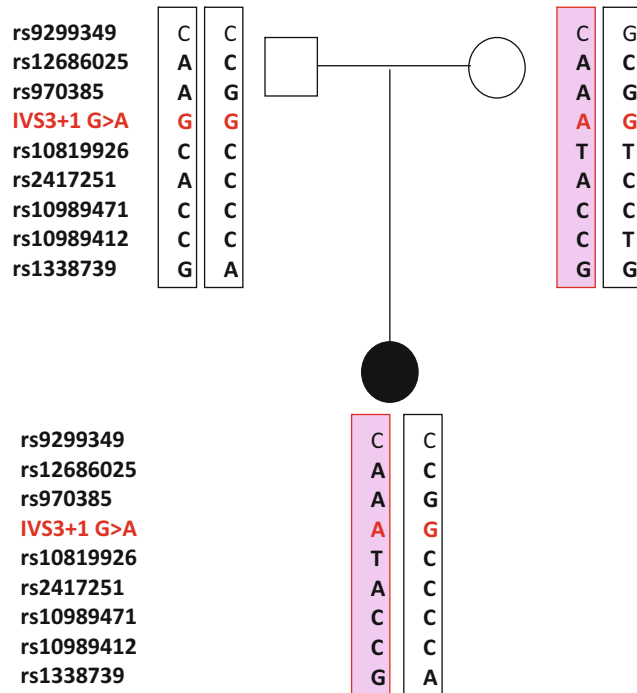 rs9299349 C C C G
rs12686025 A C A C
rs970385 A G A G
IVS3+1 G>A G G A G
rs10819926 C C T T
rs2417251 A C A C
rs10989471 C C C C
rs10989412 C C C T
rs1338739 G A G G
rs9299349 C C
rs12686025 A C
rs970385 A G
IVS3+1 G>A A G
rs10819926 T C
rs2417251 A C
rs10989471 C C
rs10989412 C C
rs1338739 G A